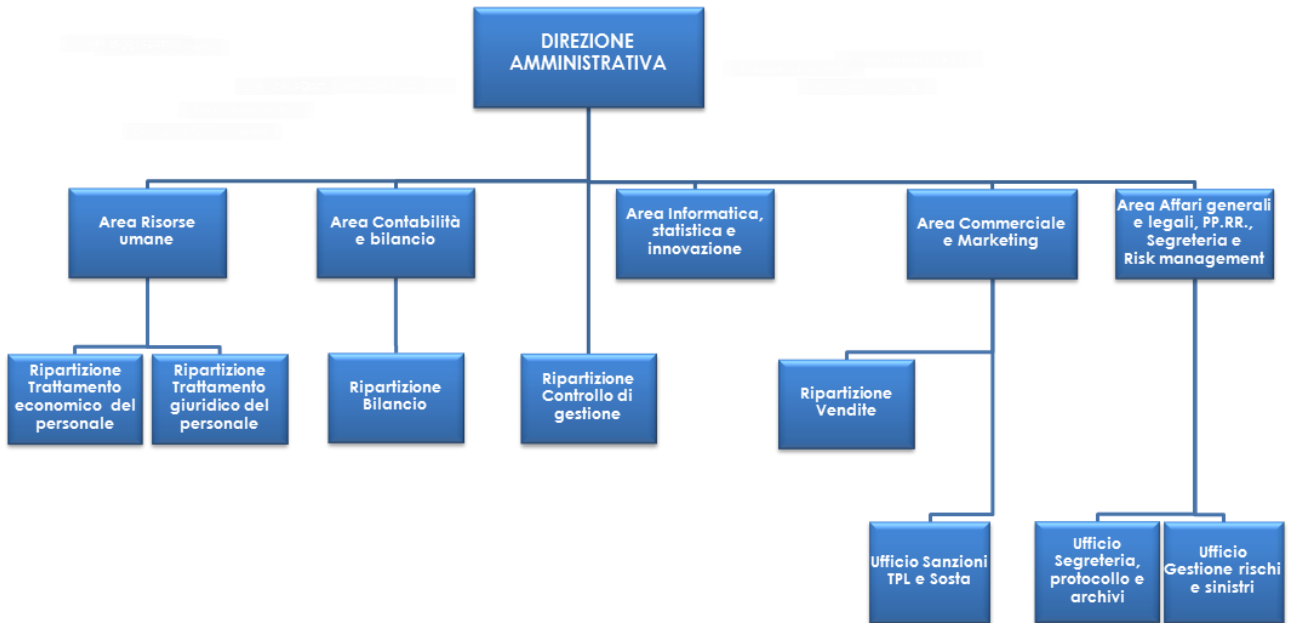 DIREZIONE
AMMINISTRATIVA
Area Risorse
umane
Area Contabilità
e bilancio
Area Informatica,
statistica e
innovazione
Area Commerciale
e Marketing
Area Affari generali
e legali, PP.RR.,
Segreteria e
Risk management
Ripartizione
Trattamento
economico del
personale
Ripartizione
Trattamento
giuridico del
personale
Ripartizione
Bilancio
Ripartizione
Controllo di
gestione
Ripartizione
Vendite
Ufficio Sanzioni
TPL e Sosta
Ufficio
Segreteria,
protocollo e
archivi
Ufficio
Gestione rischi
e sinistri